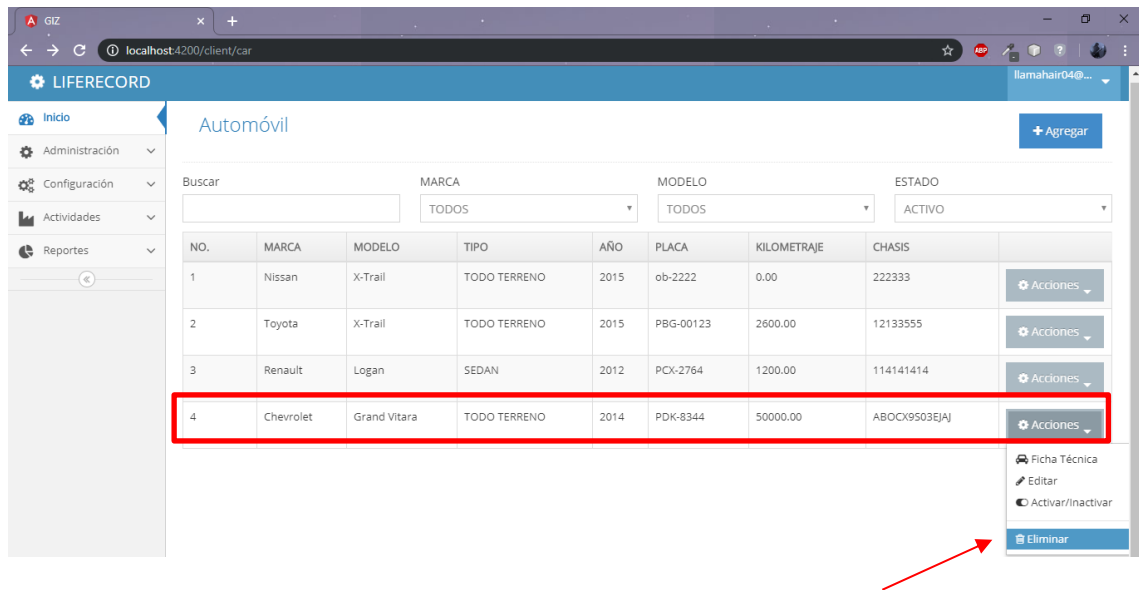 GIZ
localhost:4200/client/car
ABP
LIFERECORD
llamahair04@...
Inicio
Administración
Configuración
Actividades
Reportes
Automóvil
+ Agregar
Buscar MARCA MODELO ESTADO
TODOS TODOS ACTIVO
NO. MARCA MODELO TIPO AÑO PLACA KILOMETRAJE CHASIS
1 Nissan X-Trail TODO TERRENO 2015 ob-2222 0.00 222333 Acciones
2 Toyota X-Trail TODO TERRENO 2015 PBG-00123 2600.00 12133555 Acciones
3 Renault Logan SEDAN 2012 PCX-2764 1200.00 114141414 Acciones
4 Chevrolet Grand Vitara TODO TERRENO 2014 PDK-8344 50000.00 ABOCX9S03EJAJ Acciones
Ficha Técnica
Editar
Activar/Inactivar
Eliminar